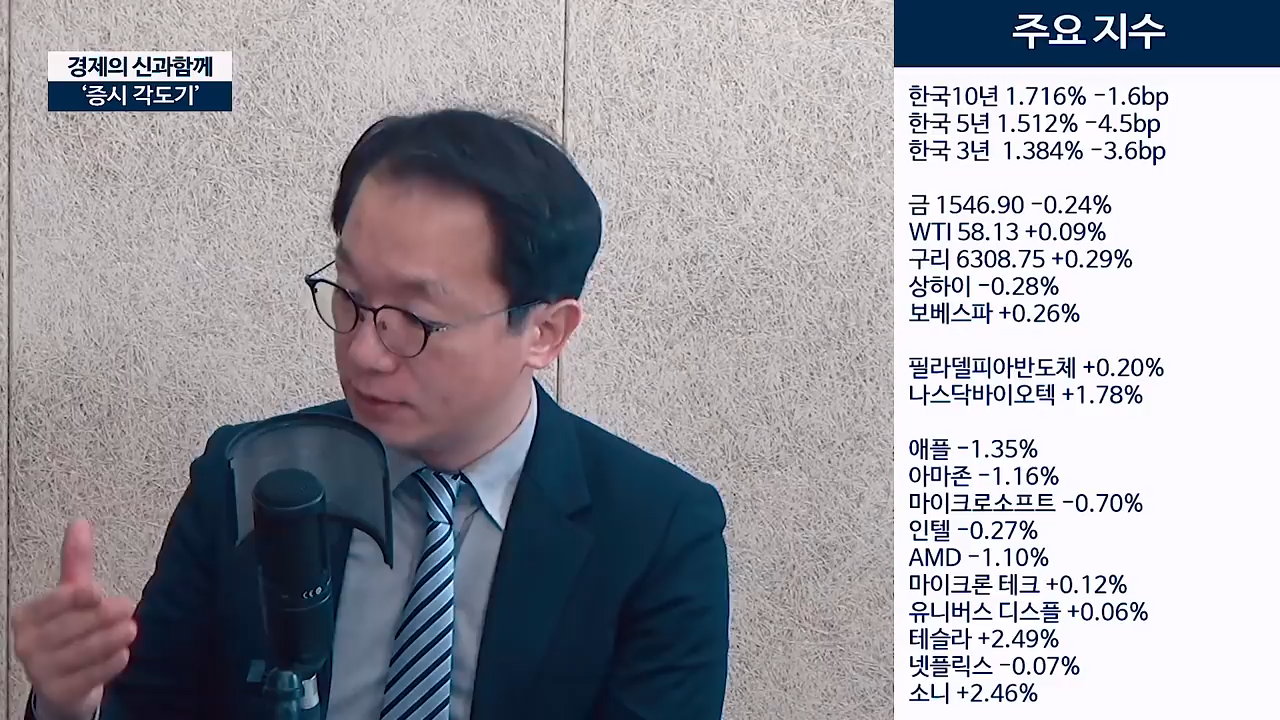 경제의 신과함께
‘증시 각도기’
주요 지수
한국10년 1.716% -1.6bp
한국 5년 1.512% -4.5bp
한국 3년 1.384% -3.6bp
금 1546.90 -0.24%
WTI 58.13 +0.09%
구리 6308.75 +0.29%
상하이 -0.28%
보베스파 +0.26%
필라델피아반도체 +0.20%
나스닥바이오텍 +1.78%
애플 -1.35%
아마존 -1.16%
마이크로소프트 -0.70%
인텔 -0.27%
AMD -1.10%
마이크론 테크 +0.12%
유니버스 디스플 +0.06%
테슬라 +2.49%
넷플릭스 -0.07%
소니 +2.46%